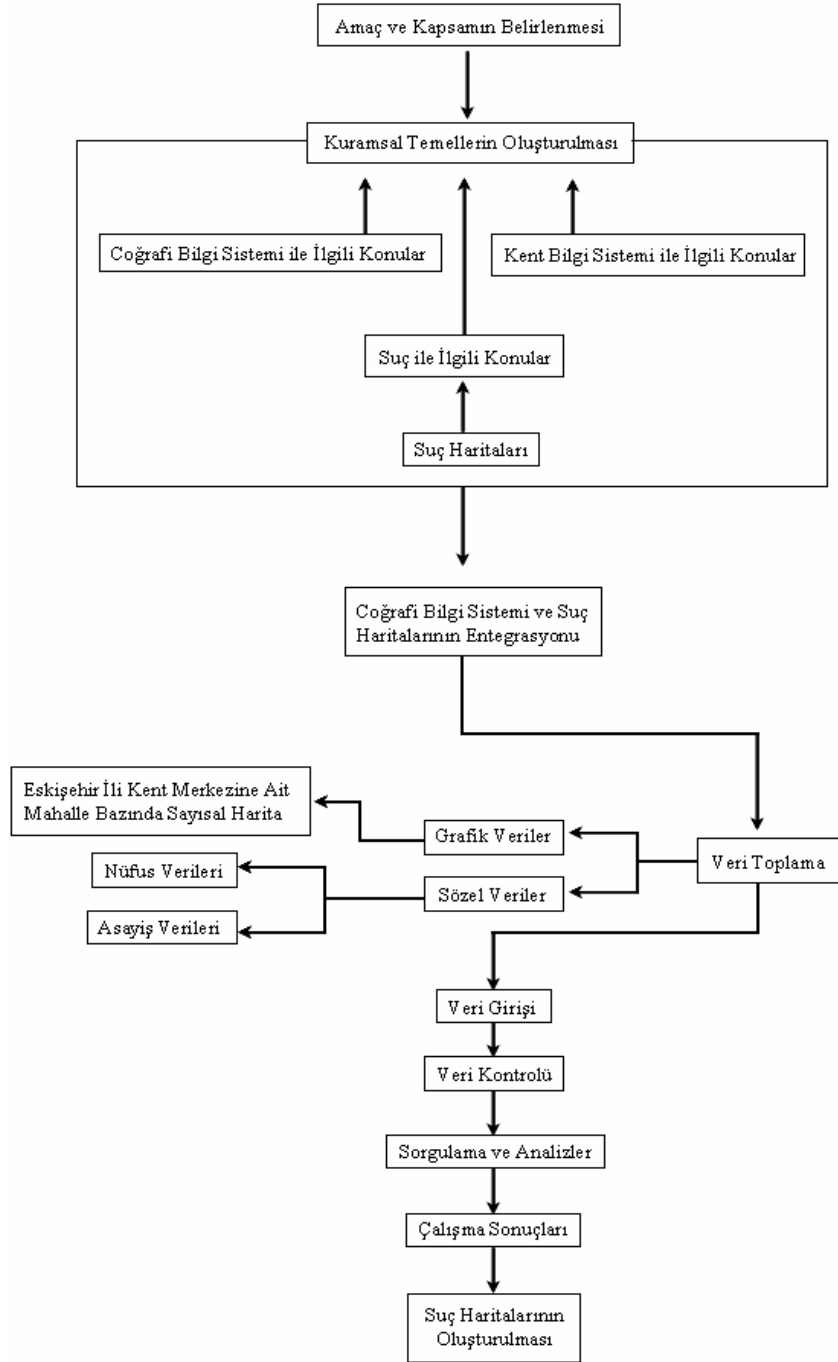 Amaç ve Kapsamın Belirlenmesi
Kuramsal Temellerin Oluşturulması
Coğrafi Bilgi Sistemi ile İlgili Konular
Kent Bilgi Sistemi ile İlgili Konular
Suç ile İlgili Konular
Suç Haritaları
Coğrafi Bilgi Sistemi ve Suç
Haritalarının Entegrasyonu
Eskişehir İli Kent Merkezine Ait
Mahalle Bazında Sayısal Harita
Grafik Veriler
Veri Toplama
Nüfus Verileri
Sözel Veriler
Asayiş Verileri
Veri Girişi
Veri Kontrolü
Sorgulama ve Analizler
Çalışma Sonuçları
Suç Haritalarının
Oluşturulması